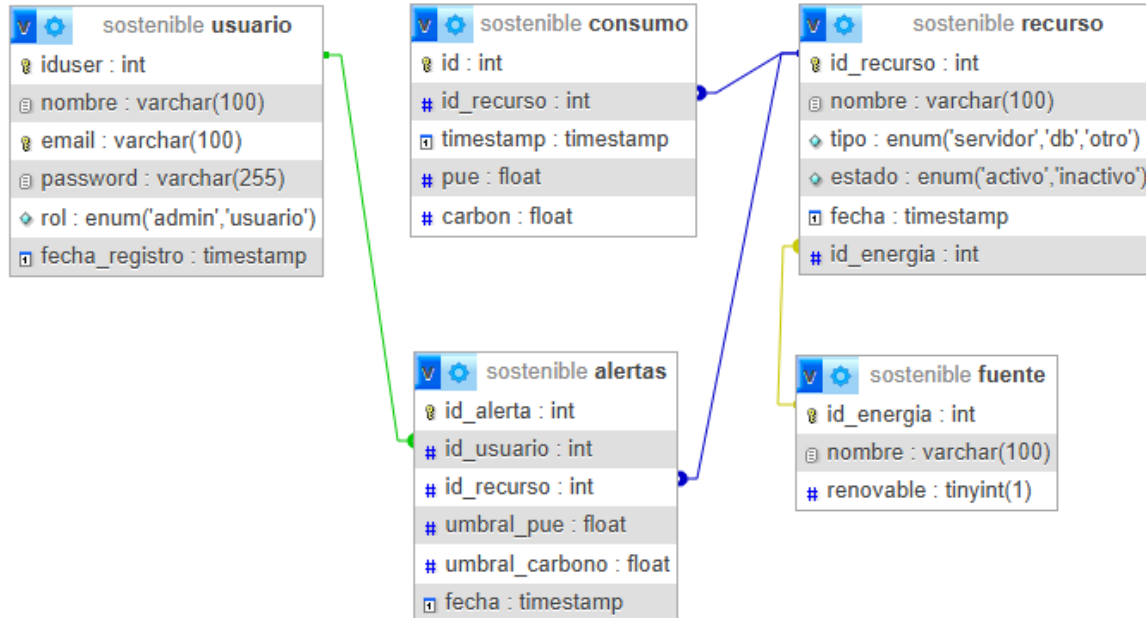 sostenible usuario
iduser : int
nombre : varchar(100)
email : varchar(100)
password : varchar(255)
rol : enum('admin','usuario')
fecha_registro : timestamp
sostenible consumo
id : int
id_recurso : int
timestamp : timestamp
pue : float
carbon : float
sostenible recurso
id_recurso : int
nombre : varchar(100)
tipo : enum('servidor','db','otro')
estado : enum('activo','inactivo')
fecha : timestamp
id_energia : int
sostenible alertas
id_alerta : int
id_usuario : int
id_recurso : int
umbral_pue : float
umbral_carbono : float
fecha : timestamp
sostenible fuente
id_energia : int
nombre : varchar(100)
renovable : tinyint(1)